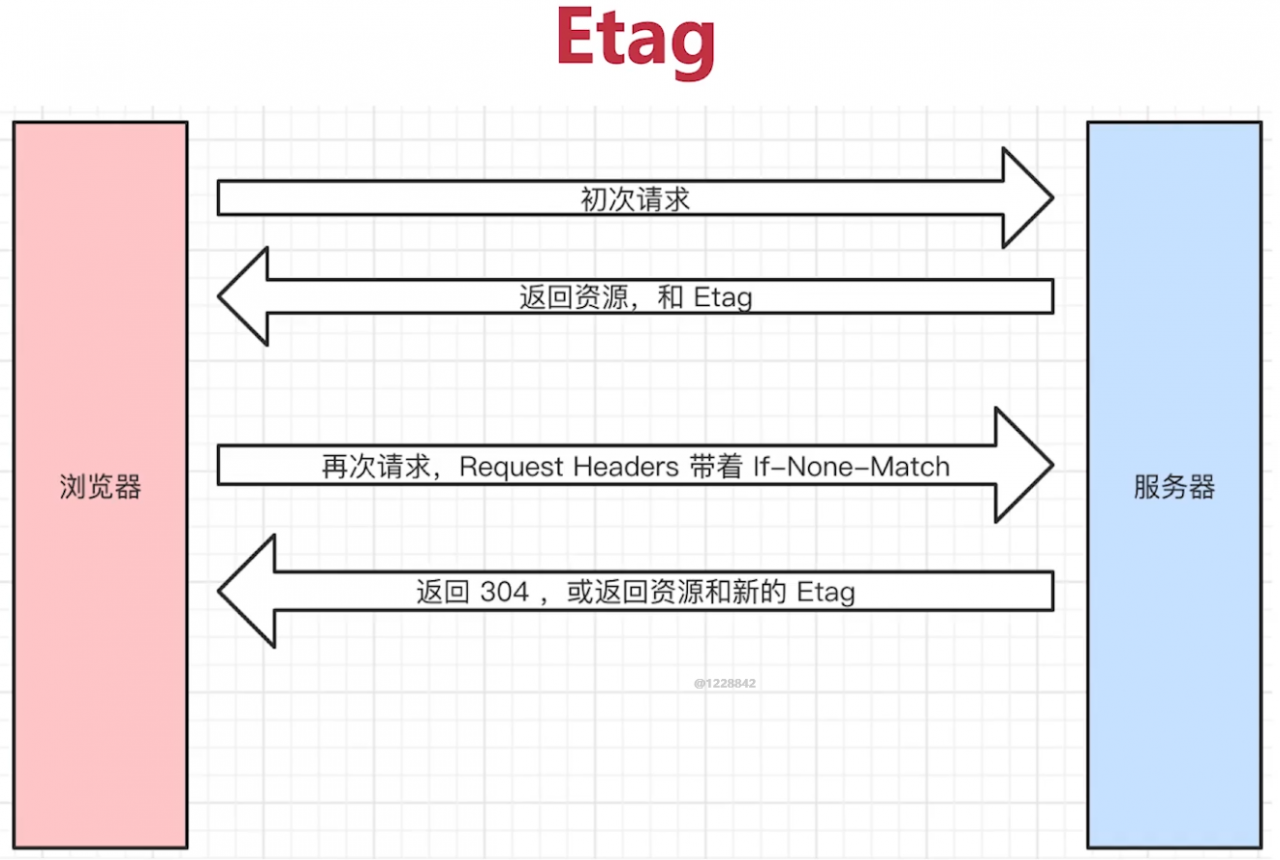 Etag
初次请求
返回资源，和 Etag
再次请求，Request Headers 带着 If-None-Match
浏览器
服务器
返回 304 ，或返回资源和新的 Etag
@1228842